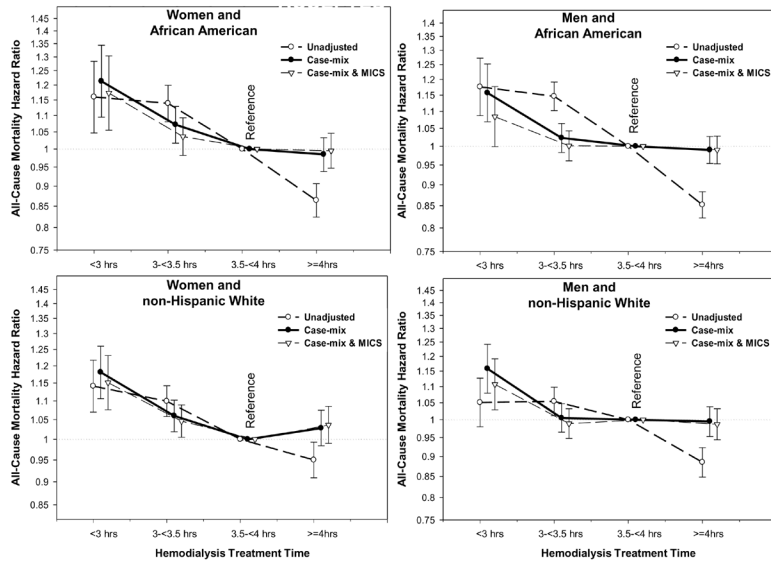 Women and
African American
Unadjusted
Case-mix
Case-mix & MICS
Reference
All-Cause Mortality Hazard Ratio
1.45
1.4
1.35
1.3
1.25
1.2
1.15
1.1
1.05
1
0.95
0.9
0.85
0.8
0.75
<3 hrs
3-<3.5 hrs
3.5-<4 hrs
>=4hrs
Men and
African American
Unadjusted
Case-mix
Case-mix & MICS
Reference
All-Cause Mortality Hazard Ratio
1.4
1.35
1.3
1.25
1.2
1.15
1.1
1.05
1
0.95
0.9
0.85
0.8
0.75
<3 hrs
3-<3.5 hrs
3.5-<4 hrs
>=4hrs
Women and
non-Hispanic White
Unadjusted
Case-mix
Case-mix & MICS
Reference
All-Cause Mortality Hazard Ratio
1.45
1.4
1.35
1.3
1.25
1.2
1.15
1.1
1.05
1
0.95
0.9
0.85
<3 hrs
3-<3.5 hrs
3.5-<4 hrs
>=4hrs
Hemodialysis Treatment Time
Men and
non-Hispanic White
Unadjusted
Case-mix
Case-mix & MICS
Reference
All-Cause Mortality Hazard Ratio
1.45
1.4
1.35
1.3
1.25
1.2
1.15
1.1
1.05
1
0.95
0.9
0.85
0.8
0.75
<3 hrs
3-<3.5 hrs
3.5-<4 hrs
>=4hrs
Hemodialysis Treatment Time